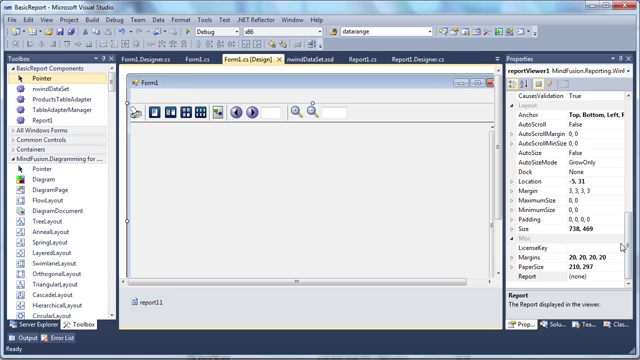 BasicReport - Microsoft Visual Studio
File Edit View Project Build Debug Team Data Format Tools Test .NET Reflector Window Help
Debug x86 datarange
Toolbox
BasicReport Components
Pointer
nwindDataSet
ProductsTableAdapter
TableAdapterManager
Report1
All Windows Forms
Common Controls
Containers
MindFusion.Diagramming for ...
Pointer
Diagram
DiagramPage
FlowLayout
DiagramDocument
TreeLayout
AnnealLayout
SpringLayout
LayeredLayout
SwimlaneLayout
OrthogonalLayout
TriangularLayout
CascadeLayout
HierarchicalLayout
CircularLayout
Server Explorer Toolbox
Output Error List
Ready
Form1.Designer.cs Form1.cs Form1.cs [Design] nwindDataSet.xsd Report1.cs Report1.Designer.cs
Form1
report11
Properties
reportViewer1 MindFusion.Reporting.WinF
CausesValidation True
Layout
Anchor Top, Bottom, Left, R
AutoScroll False
AutoScrollMargin 0, 0
AutoScrollMinSize 0, 0
AutoSize False
AutoSizeMode GrowOnly
Dock None
Location -5, 31
Margin 3, 3, 3, 3
MaximumSize 0, 0
MinimumSize 0, 0
Padding 0, 0, 0, 0
Size 738, 469
Misc
LicenseKey
Margins 20, 20, 20, 20
PaperSize 210, 297
Report (none)
Report
The Report displayed in the viewer.
Prop... Solu... Tea... Clas...